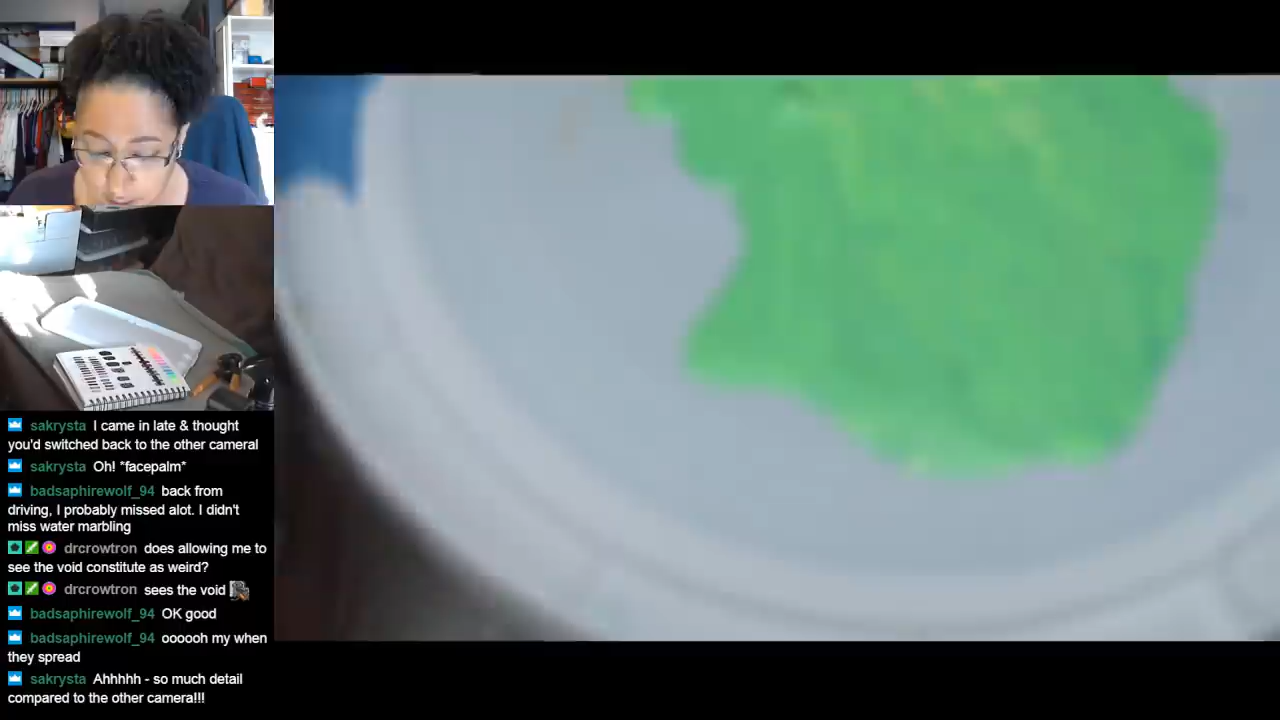 sakrysta I came in late & thought
you'd switched back to the other cameral
sakrysta Oh! *facepalm*
badsaphirewolf_94 back from
driving, I probably missed alot. I didn't
miss water marbling
drcrowtron does allowing me to
see the void constitute as weird?
drcrowtron sees the void
badsaphirewolf_94 OK good
badsaphirewolf_94 oooooh my when
they spread
sakrysta Ahhhhh - so much detail
compared to the other camera!!!